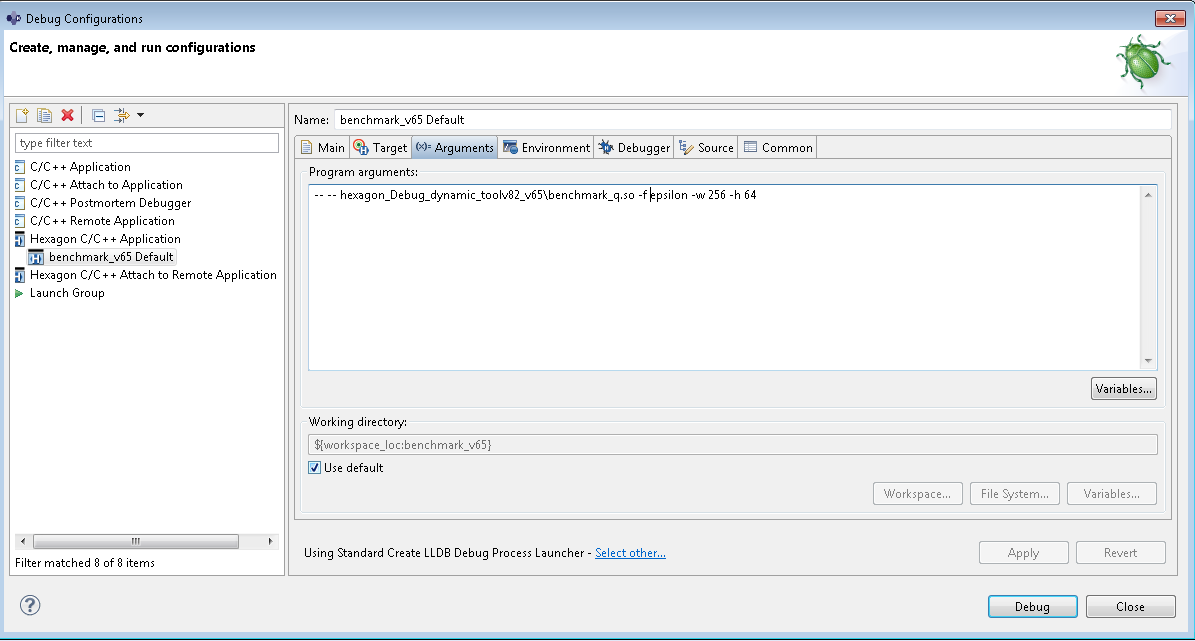 Debug Configurations
Create, manage, and run configurations
type filter text
C/C++ Application
C/C++ Attach to Application
C/C++ Postmortem Debugger
C/C++ Remote Application
Hexagon C/C++ Application
benchmark_v65 Default
Hexagon C/C++ Attach to Remote Application
Launch Group
Filter matched 8 of 8 items
Name: benchmark_v65 Default
Main Target (x)= Arguments Environment Debugger Source Common
Program arguments:
-- -- hexagon_Debug_dynamic_toolv82_v65\benchmark_q.so -f epsilon -w 256 -h 64
Variables...
Working directory:
${workspace_loc:benchmark_v65}
Use default
Workspace... File System... Variables...
Using Standard Create LLDB Debug Process Launcher - Select other...
Apply Revert
? Debug Close